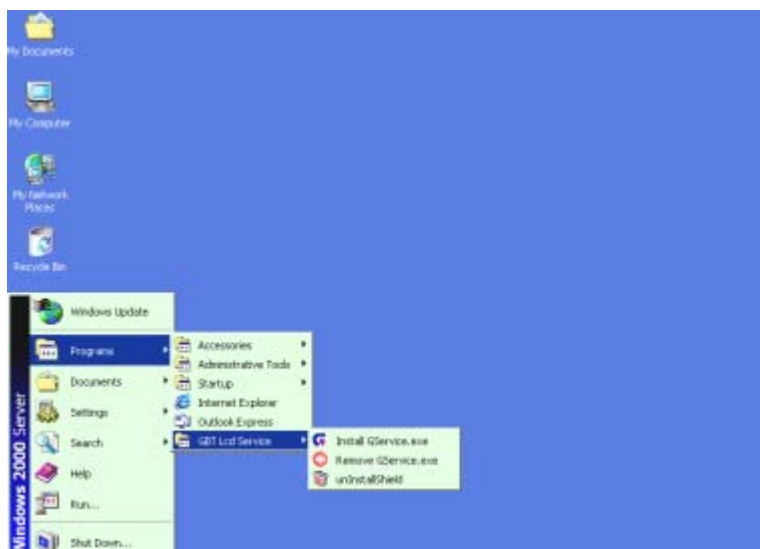 My Documents
My Computer
My Network
Places
Recycle Bin
Windows Update
Programs
Documents
Settings
Search
Help
Run...
Shut Down...
Windows 2000 Server
Accessories
Administrative Tools
Startup
Internet Explorer
Outlook Express
GBT Lcd Service
Install GService.exe
Remove GService.exe
unInstallShield